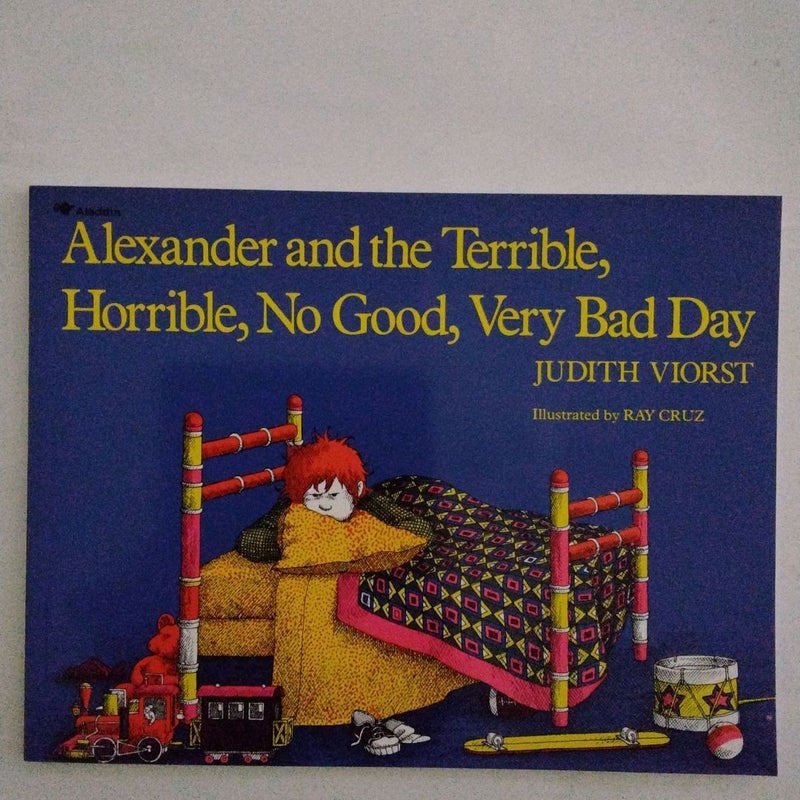 Aladdin
Alexander and the Terrible,
Horrible, No Good, Very Bad Day
JUDITH VIORST
Illustrated by RAY CRUZ